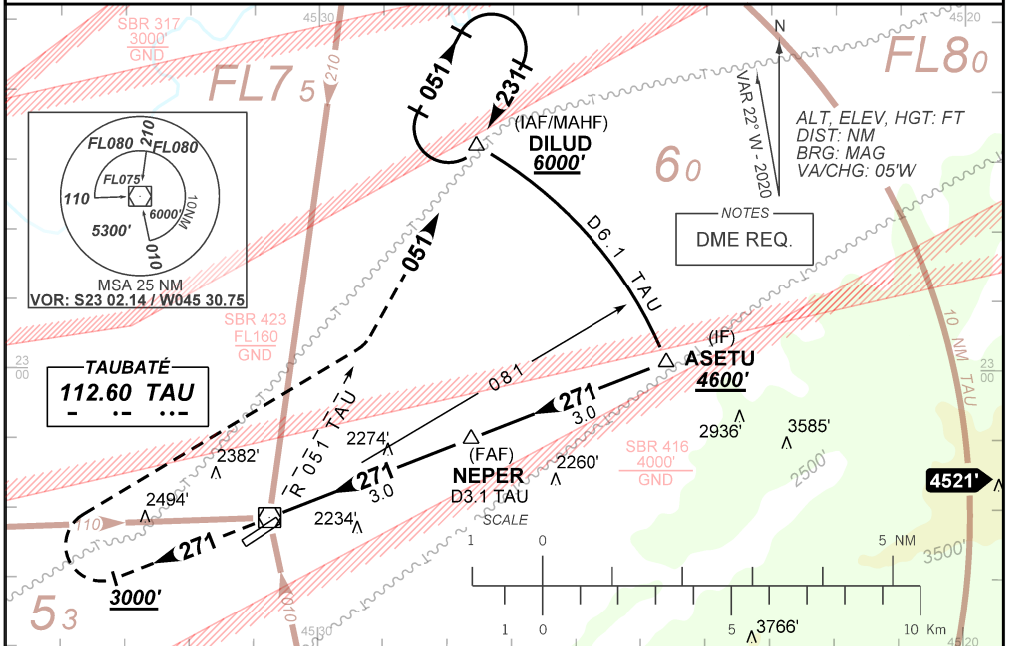 45|30
45|20
SBR 317
3000'
GND
FL75
FL80
210
051
231
(IAF/MAHF)
DILUD
6000'
60
N
VAR 22° W - 2020
ALT, ELEV, HGT: FT
DIST: NM
BRG: MAG
VA/CHG: 05'W
NOTES
DME REQ.
FL080
210
FL080
FL075
110
6000'
10NM
5300'
010
MSA 25 NM
VOR: S23 02.14 / W045 30.75
D6.1 TAU
051
SBR 423
FL160
GND
23
00
23
00
10 NM TAU
TAUBATÉ
112.60 TAU
- ·- ··-
(IF)
ASETU
4600'
081
271
3.0
R 051 TAU
2274'
2382'
2494'
2936'
3585'
2500'
(FAF)
NEPER
D3.1 TAU
2260'
SBR 416
4000'
GND
4521'
271
3.0
110
2234'
271
3000'
SCALE
1 0 5 NM
3500'
010
53
1 0 5 10 Km
3766'
45|30
45|20